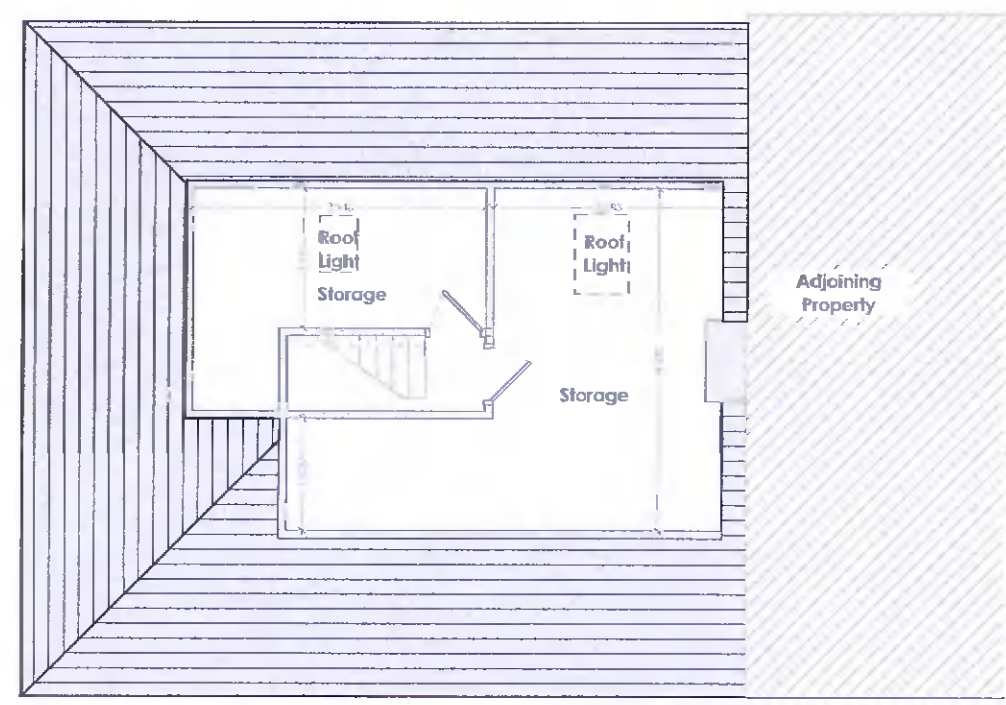 Roof
Light
Storage
Roof
Light
Storage
Adjoining
Property